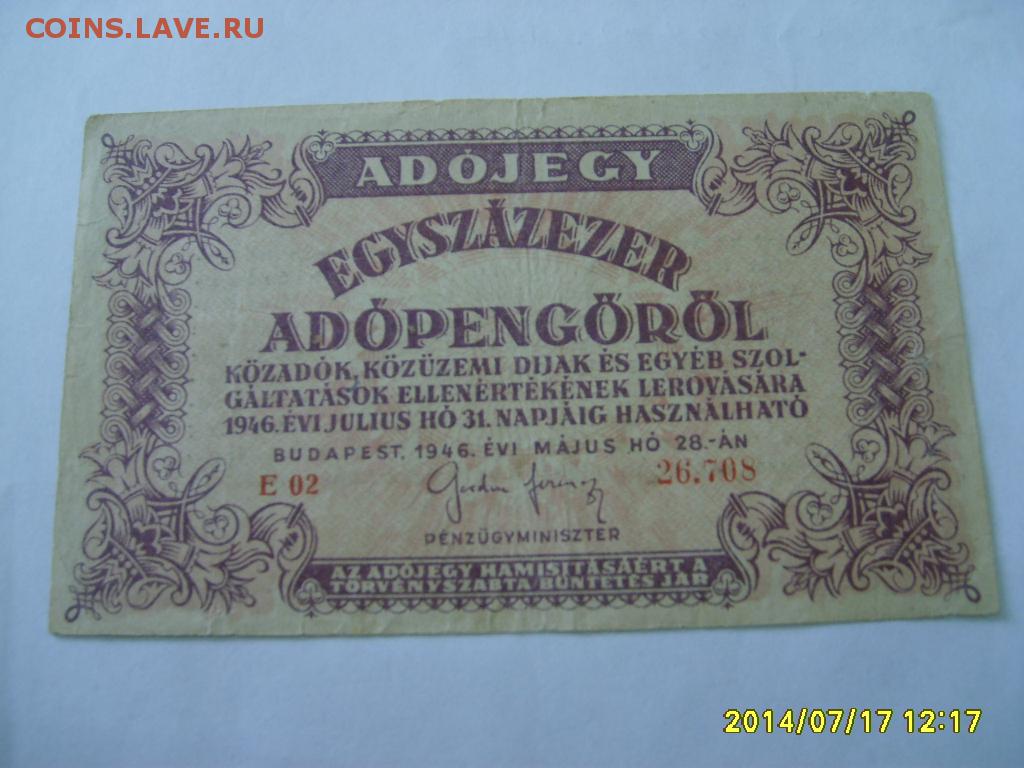 COINS.LAVE.RU
ADÓJEGY
EGYSZÁZEZER
ADÓPENGŐRŐL
KÖZADÓK, KÖZÜZEMI DIJAK ÉS EGYÉB SZOL-
GÁLTATÁSOK ELLENÉRTÉKÉNEK LEROVÁSÁRA
1946. ÉVI JULIUS HÓ 31. NAPJÁIG HASZNÁLHATÓ
BUDAPEST, 1946. ÉVI MÁJUS HÓ 28.-ÁN
E 02
26.708
Gordon Ferenc
PÉNZÜGYMINISZTER
AZ ADÓJEGY HAMISITÁSÁÉRT A
TÖRVÉNYSZABTA BÜNTETÉS JÁR
2014/07/17 12:17